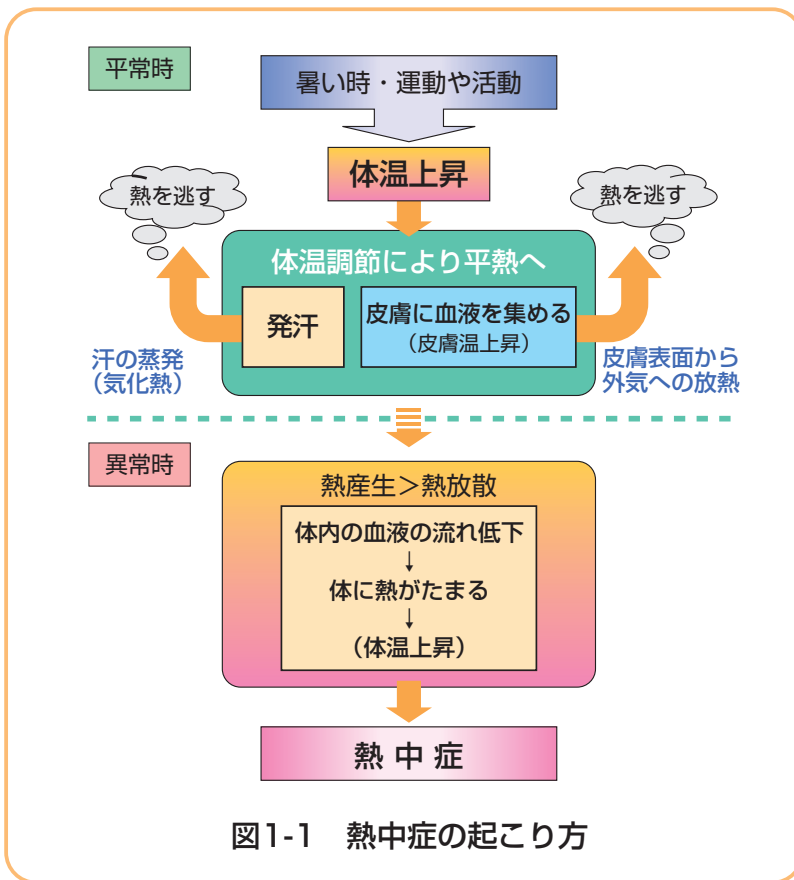 平常時
暑い時・運動や活動
体温上昇
熱を逃す
熱を逃す
体温調節により平熱へ
発汗
皮膚に血液を集める
（皮膚温上昇）
汗の蒸発
（気化熱）
皮膚表面から
外気への放熱
異常時
熱産生＞熱放散
体内の血液の流れ低下
↓
体に熱がたまる
↓
（体温上昇）
熱中症
図1-1　熱中症の起こり方